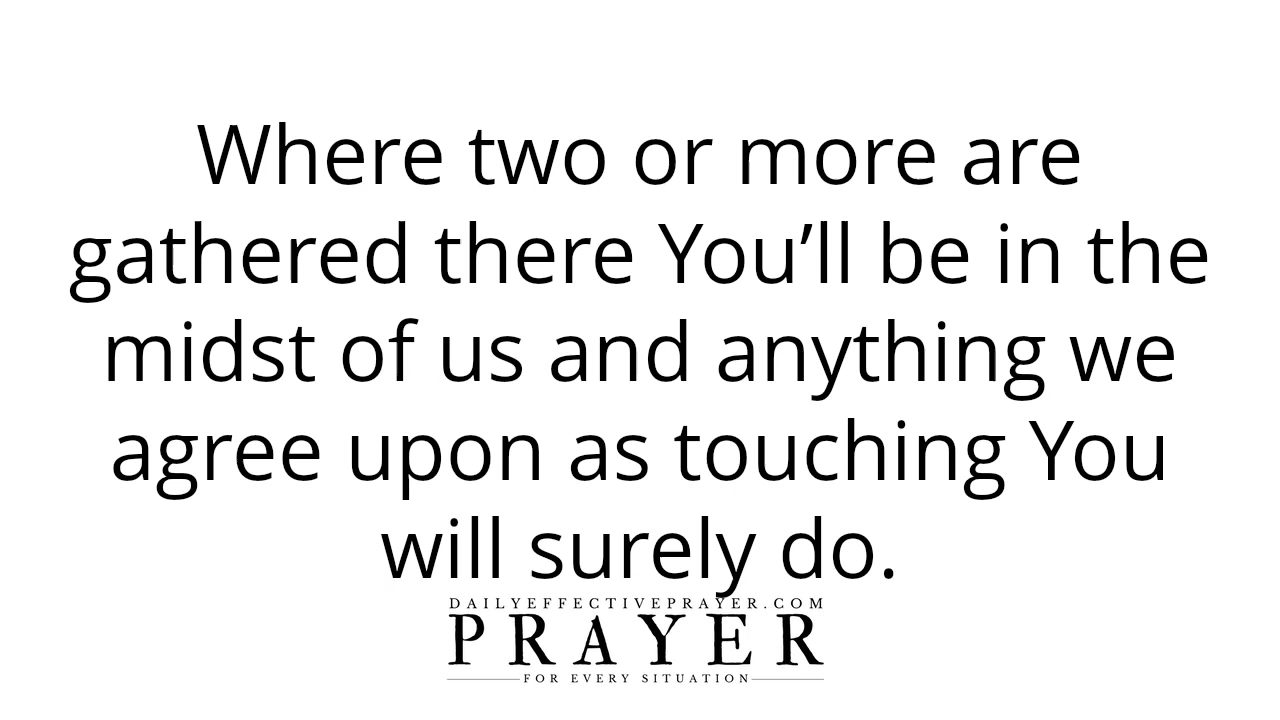 Where two or more are
gathered there You’ll be in the
midst of us and anything we
agree upon as touching You
will surely do.
DAILYEFFECTIVEPRAYER.COM
PRAYER
FOR EVERY SITUATION